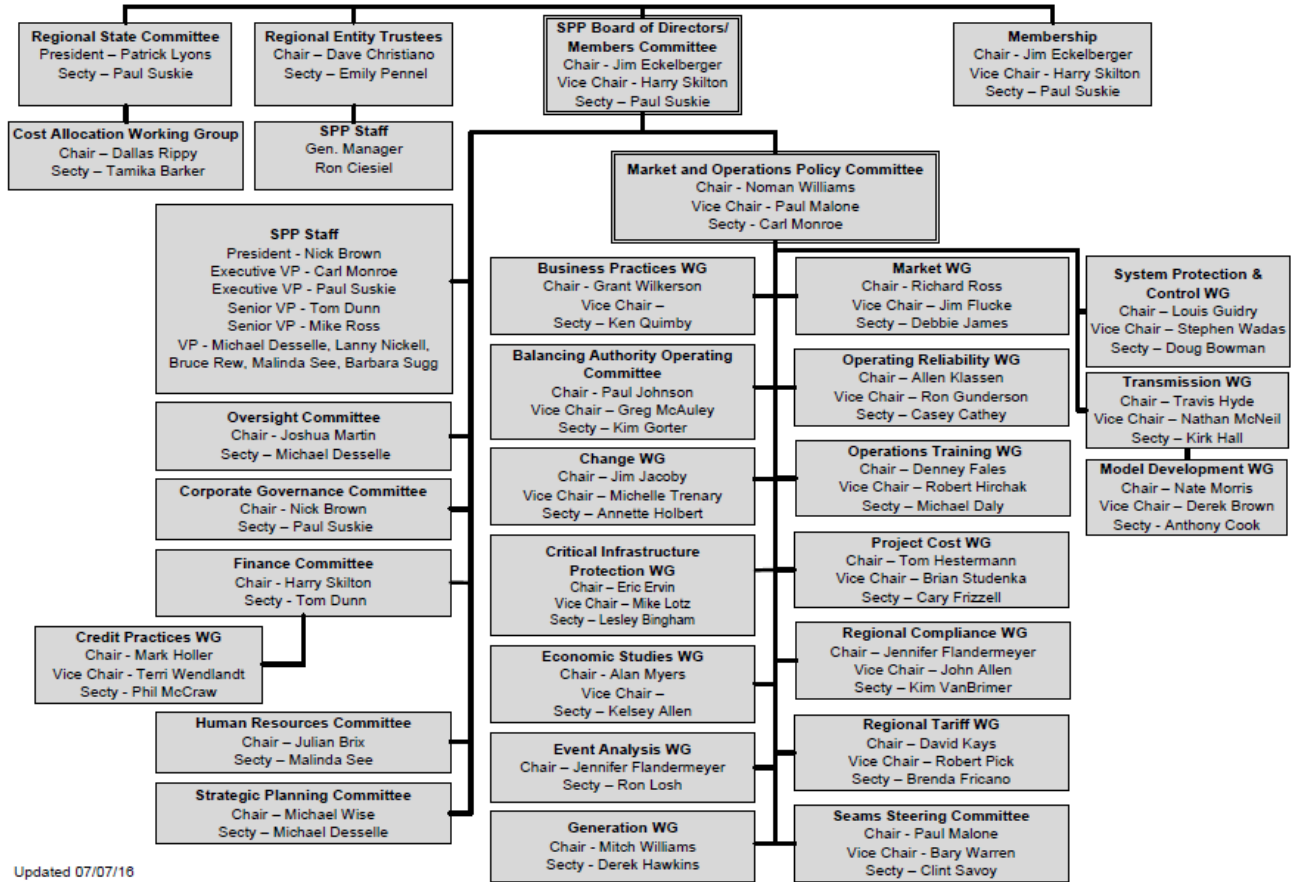 Regional State Committee
President – Patrick Lyons
Secty – Paul Suskie
Regional Entity Trustees
Chair – Dave Christiano
Secty – Emily Pennel
SPP Board of Directors/
Members Committee
Chair - Jim Eckelberger
Vice Chair - Harry Skilton
Secty – Paul Suskie
Membership
Chair - Jim Eckelberger
Vice Chair - Harry Skilton
Secty – Paul Suskie
Cost Allocation Working Group
Chair – Dallas Rippy
Secty – Tamika Barker
SPP Staff
Gen. Manager
Ron Ciesiel
Market and Operations Policy Committee
Chair - Noman Williams
Vice Chair - Paul Malone
Secty - Carl Monroe
SPP Staff
President - Nick Brown
Executive VP - Carl Monroe
Executive VP - Paul Suskie
Senior VP - Tom Dunn
Senior VP - Mike Ross
VP - Michael Desselle, Lanny Nickell,
Bruce Rew, Malinda See, Barbara Sugg
Oversight Committee
Chair - Joshua Martin
Secty – Michael Desselle
Corporate Governance Committee
Chair - Nick Brown
Secty – Paul Suskie
Finance Committee
Chair - Harry Skilton
Secty - Tom Dunn
Credit Practices WG
Chair - Mark Holler
Vice Chair - Terri Wendlandt
Secty - Phil McCraw
Human Resources Committee
Chair – Julian Brix
Secty – Malinda See
Strategic Planning Committee
Chair – Michael Wise
Secty – Michael Desselle
Business Practices WG
Chair - Grant Wilkerson
Vice Chair –
Secty – Ken Quimby
Balancing Authority Operating
Committee
Chair - Paul Johnson
Vice Chair – Greg McAuley
Secty – Kim Gorter
Change WG
Chair – Jim Jacoby
Vice Chair – Michelle Trenary
Secty – Annette Holbert
Critical Infrastructure
Protection WG
Chair – Eric Ervin
Vice Chair – Mike Lotz
Secty – Lesley Bingham
Economic Studies WG
Chair - Alan Myers
Vice Chair –
Secty – Kelsey Allen
Event Analysis WG
Chair – Jennifer Flandermeyer
Secty – Ron Losh
Generation WG
Chair - Mitch Williams
Secty - Derek Hawkins
Market WG
Chair - Richard Ross
Vice Chair – Jim Flucke
Secty – Debbie James
Operating Reliability WG
Chair – Allen Klassen
Vice Chair – Ron Gunderson
Secty – Casey Cathey
Operations Training WG
Chair – Denney Fales
Vice Chair – Robert Hirchak
Secty – Michael Daly
Project Cost WG
Chair – Tom Hestermann
Vice Chair – Brian Studenka
Secty – Cary Frizzell
Regional Compliance WG
Chair – Jennifer Flandermeyer
Vice Chair – John Allen
Secty – Kim VanBrimer
Regional Tariff WG
Chair – David Kays
Vice Chair – Robert Pick
Secty – Brenda Fricano
Seams Steering Committee
Chair - Paul Malone
Vice Chair - Bary Warren
Secty – Clint Savoy
System Protection &
Control WG
Chair – Louis Guidry
Vice Chair – Stephen Wadas
Secty – Doug Bowman
Transmission WG
Chair – Travis Hyde
Vice Chair – Nathan McNeil
Secty – Kirk Hall
Model Development WG
Chair – Nate Morris
Vice Chair – Derek Brown
Secty - Anthony Cook
Updated 07/07/16